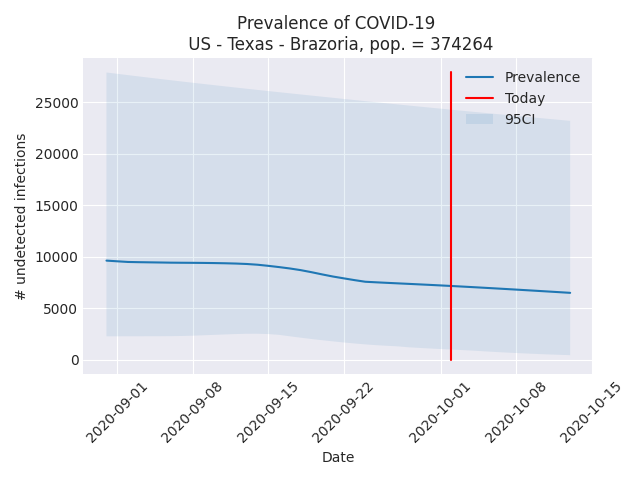 Prevalence of COVID-19
US - Texas - Brazoria, pop. = 374264
Prevalence
Today
95CI
25000
20000
15000
10000
5000
0
# undetected infections
2020-09-01
2020-09-08
2020-09-15
2020-09-22
2020-10-01
2020-10-08
2020-10-15
Date